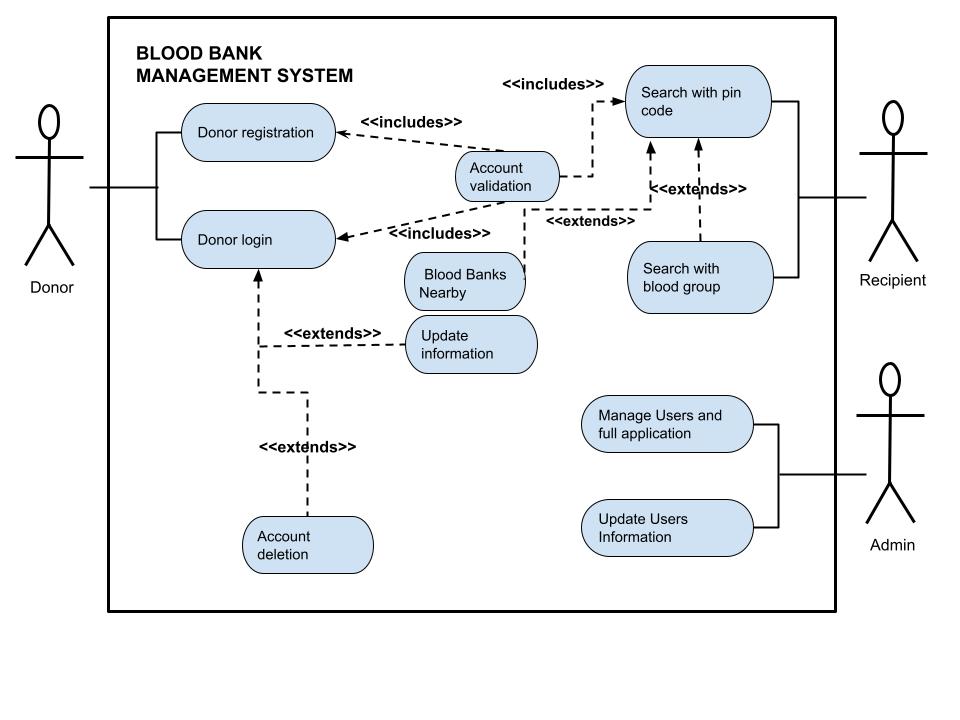 BLOOD BANK
MANAGEMENT SYSTEM
<<includes>>
Search with pin
code
Donor registration
<<includes>>
Account
validation
<<extends>>
<<extends>>
Donor login
<<includes>>
Blood Banks
Nearby
Search with
blood group
Donor
Recipient
<<extends>>
Update
information
Manage Users and
full application
<<extends>>
Update Users
Information
Account
deletion
Admin